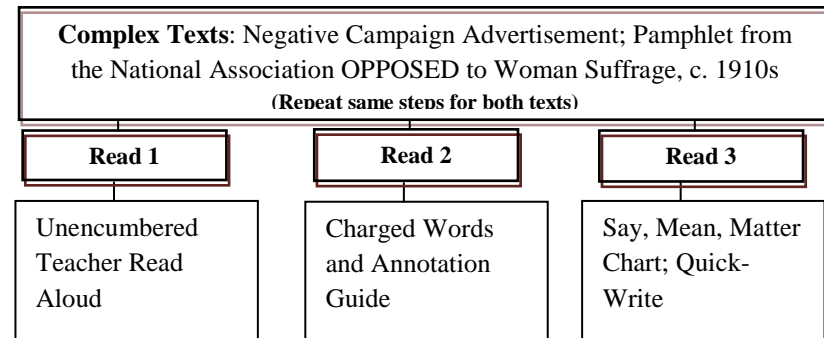 Complex Texts: Negative Campaign Advertisement; Pamphlet from
the National Association OPPOSED to Woman Suffrage, c. 1910s
(Repeat same steps for both texts)
Read 1
Read 2
Read 3
Unencumbered
Teacher Read
Aloud
Charged Words
and Annotation
Guide
Say, Mean, Matter
Chart; Quick-
Write